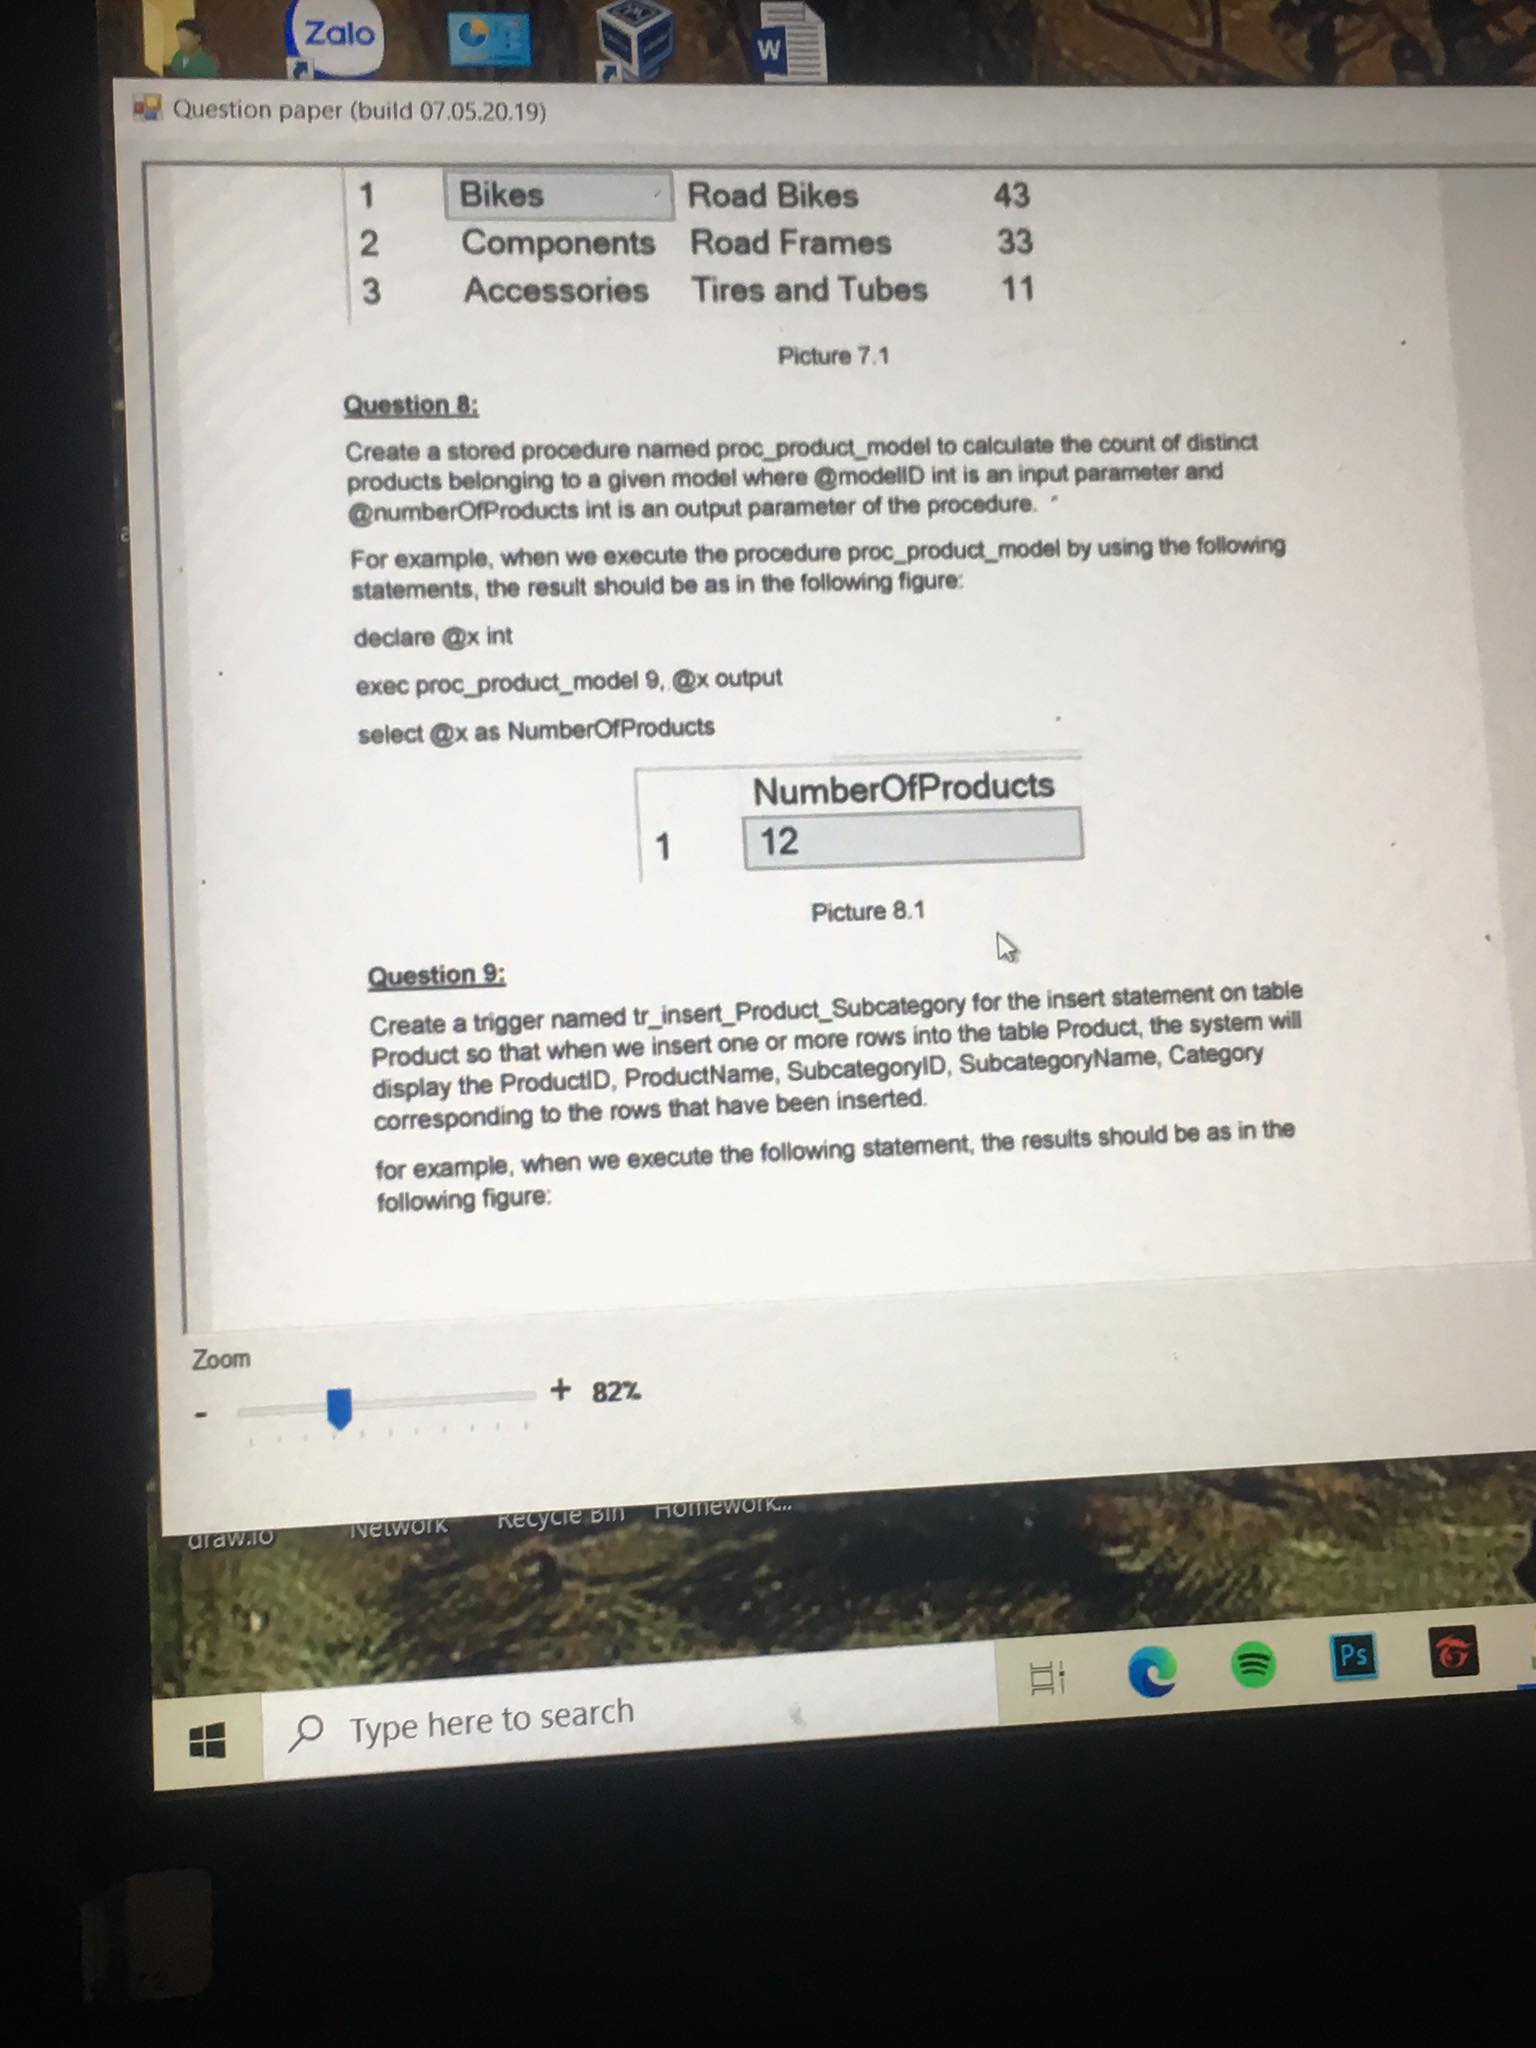 Zalo
W
Question paper (build 07.05.20.19)
1 Bikes Road Bikes 43
2 Components Road Frames 33
3 Accessories Tires and Tubes 11
Picture 7.1
Question 8:
Create a stored procedure named proc_product_model to calculate the count of distinct
products belonging to a given model where @modelID int is an input parameter and
@numberOfProducts int is an output parameter of the procedure.
For example, when we execute the procedure proc_product_model by using the following
statements, the result should be as in the following figure:
declare @x int
exec proc_product_model 9, @x output
select @x as NumberOfProducts
NumberOfProducts
1 12
Picture 8.1
Question 9:
Create a trigger named tr_insert_Product_Subcategory for the insert statement on table
Product so that when we insert one or more rows into the table Product, the system will
display the ProductID, ProductName, SubcategoryID, SubcategoryName, Category
corresponding to the rows that have been inserted.
for example, when we execute the following statement, the results should be as in the
following figure:
Zoom
- + 82%
draw.io Network Recycle Bin Homework...
Type here to search
Ps